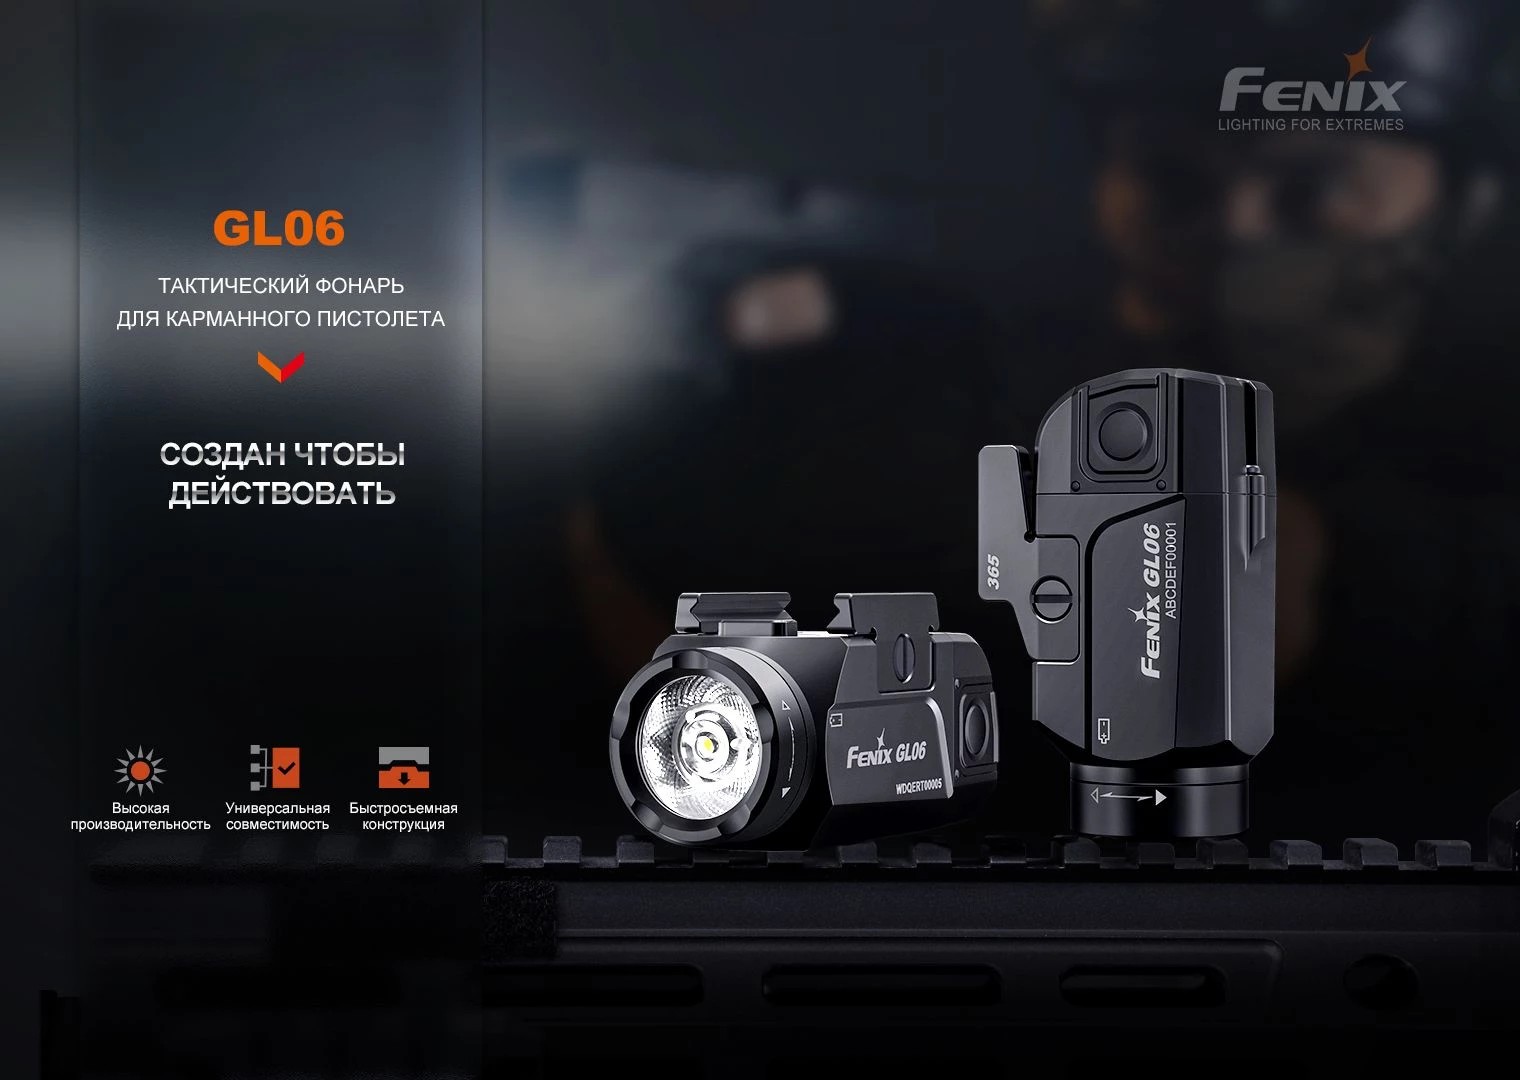 FENIX
LIGHTING FOR EXTREMES
GL06
ТАКТИЧЕСКИЙ ФОНАРЬ
ДЛЯ КАРМАННОГО ПИСТОЛЕТА
СОЗДАН ЧТОБЫ
ДЕЙСТВОВАТЬ
Высокая
производительность
Универсальная
совместимость
Быстросъемная
конструкция
FENIX GL06
WDQERT00005
365
FENIX GL06
ABCDEF00001